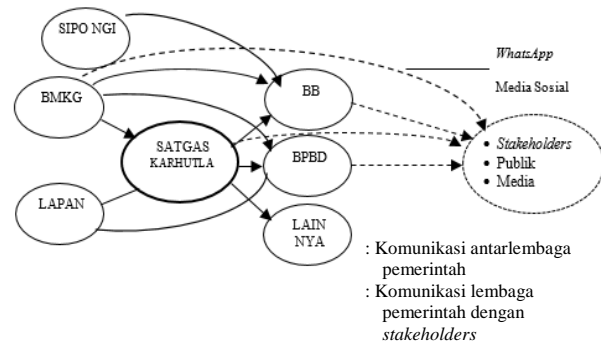 SIPO NGI
BMKG
LAPAN
SATGAS
KARHUTLA
BB
BPBD
LAIN
NYA
WhatsApp
Media Sosial
• Stakeholders
• Publik
• Media
: Komunikasi antarlembaga
pemerintah
: Komunikasi lembaga
pemerintah dengan
stakeholders